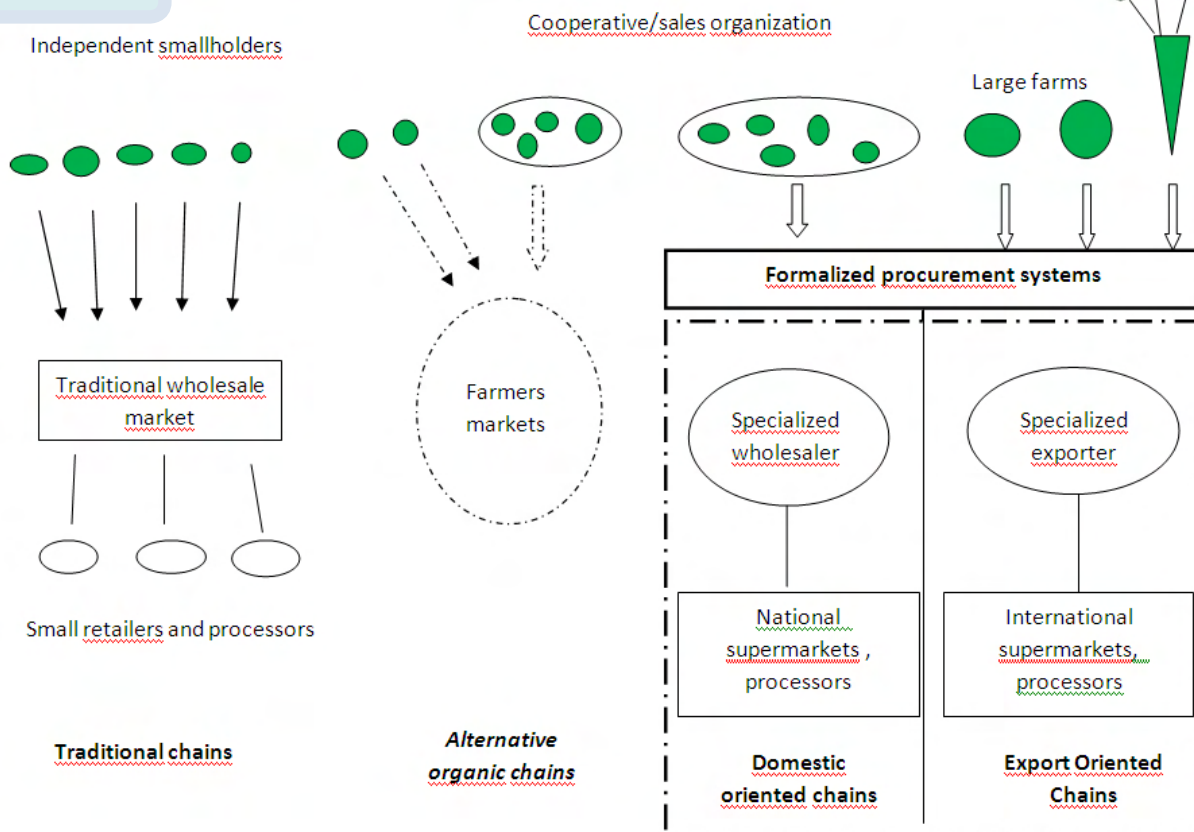 Cooperative/sales organization
Independent smallholders
Large farms
Formalized procurement systems
Traditional wholesale
market
Farmers
markets
Specialized
wholesaler
Specialized
exporter
Small retailers and processors
National
supermarkets ,
processors
International
supermarkets,
processors
Traditional chains
Alternative
organic chains
Domestic
oriented chains
Export Oriented
Chains